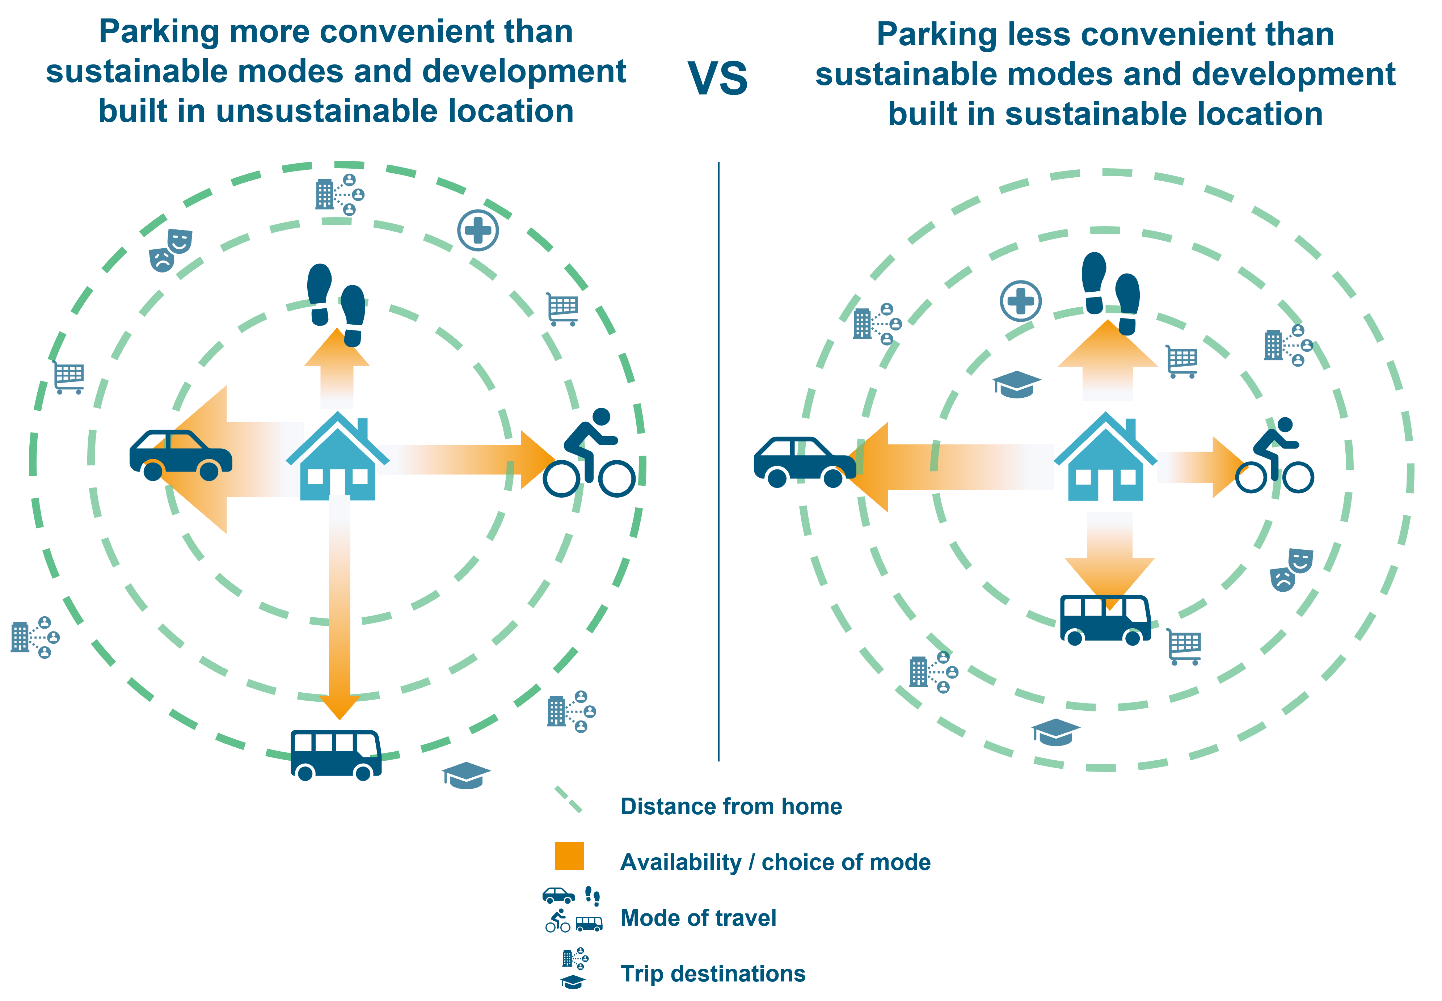 Parking more convenient than
sustainable modes and development
built in unsustainable location
VS
Parking less convenient than
sustainable modes and development
built in sustainable location
Distance from home
Availability / choice of mode
Mode of travel
Trip destinations